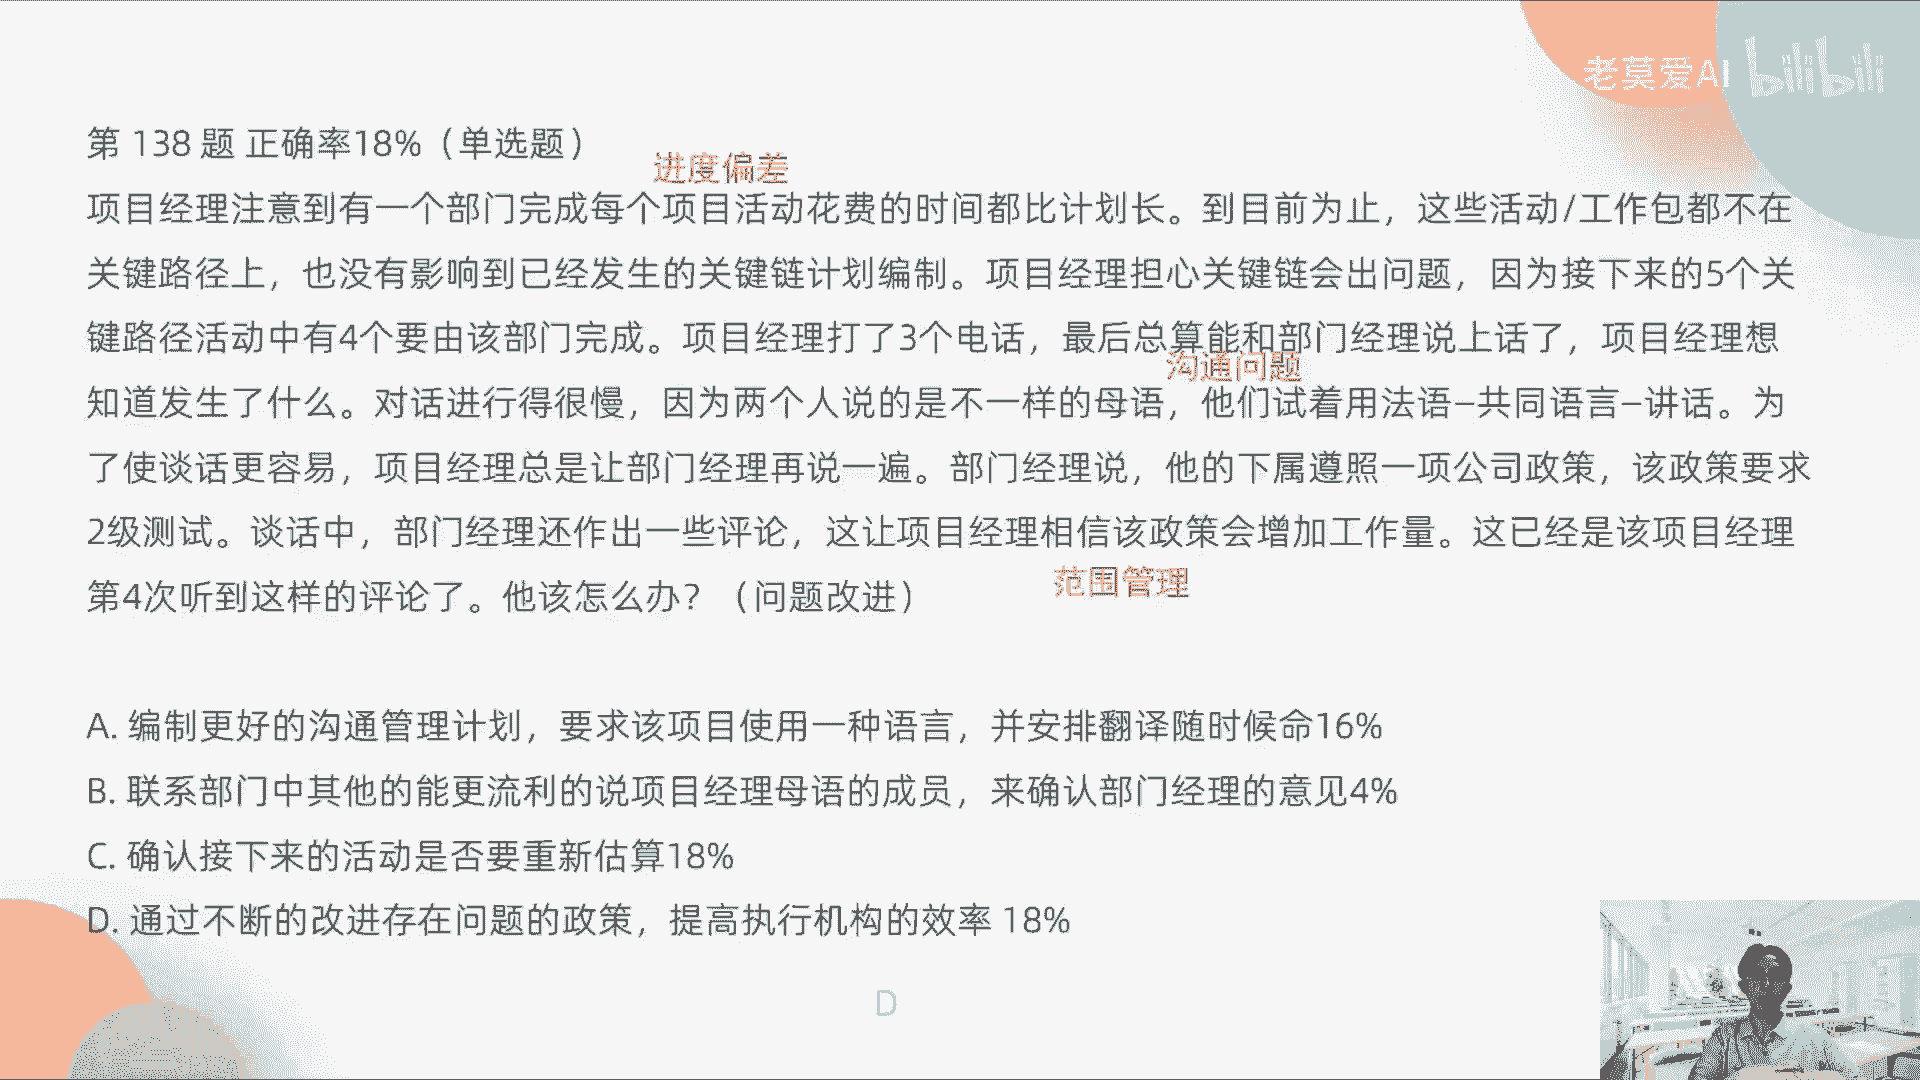 老莫爱AI bilibili
第 138 题 正确率18%（单选题）
进度偏差
项目经理注意到有一个部门完成每个项目活动花费的时间都比计划长。到目前为止，这些活动/工作包都不在
关键路径上，也没有影响到已经发生的关键链计划编制。项目经理担心关键链会出问题，因为接下来的5个关
键路径活动中有4个要由该部门完成。项目经理打了3个电话，最后总算能和部门经理说上话了，项目经理想
沟通问题
知道发生了什么。对话进行得很慢，因为两个人说的是不一样的母语，他们试着用法语–共同语言–讲话。为
了使谈话更容易，项目经理总是让部门经理再说一遍。部门经理说，他的下属遵照一项公司政策，该政策要求
2级测试。谈话中，部门经理还作出一些评论，这让项目经理相信该政策会增加工作量。这已经是该项目经理
范围管理
第4次听到这样的评论了。他该怎么办？（问题改进）
A. 编制更好的沟通管理计划，要求该项目使用一种语言，并安排翻译随时候命16%
B. 联系部门中其他的能更流利的说项目经理母语的成员，来确认部门经理的意见4%
C. 确认接下来的活动是否要重新估算18%
D. 通过不断的改进存在问题的政策，提高执行机构的效率 18%
D